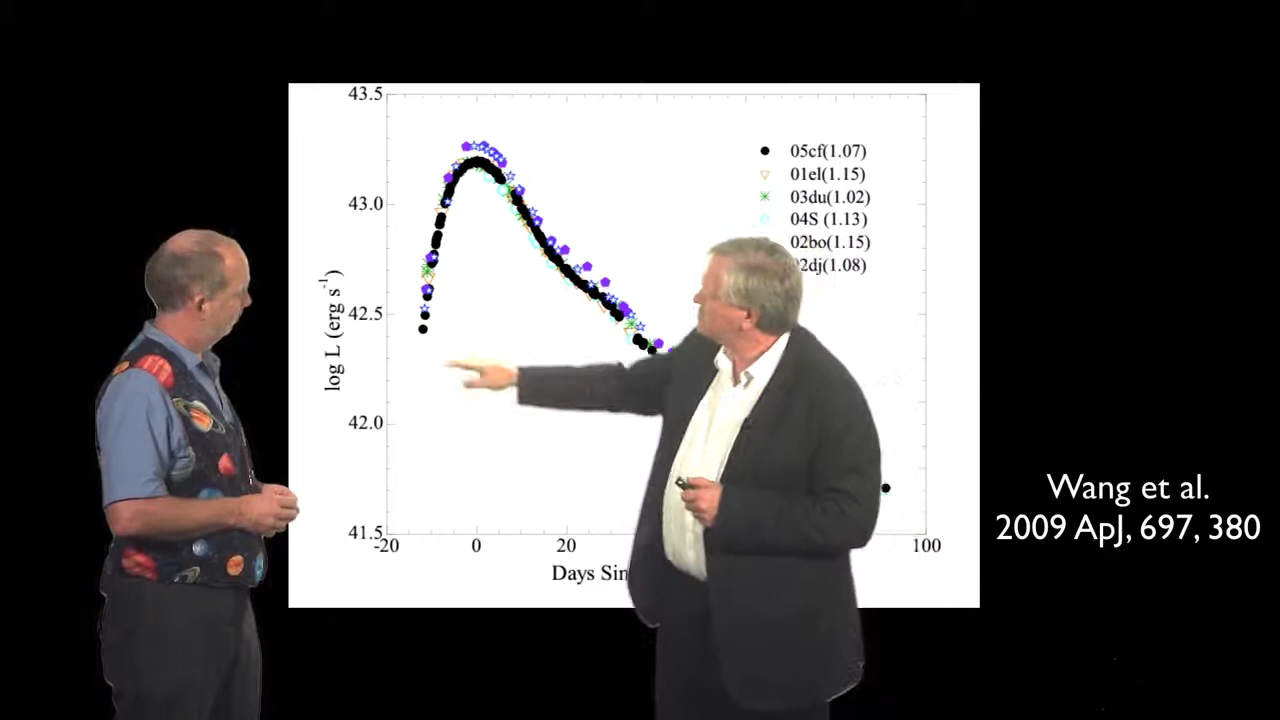 43.5
43.0
42.5
42.0
41.5
log L (erg s⁻¹)
05cf(1.07)
01el(1.15)
03du(1.02)
04S (1.13)
02bo(1.15)
02dj(1.08)
-20 0 20 100
Days
Wang et al.
2009 ApJ, 697, 380